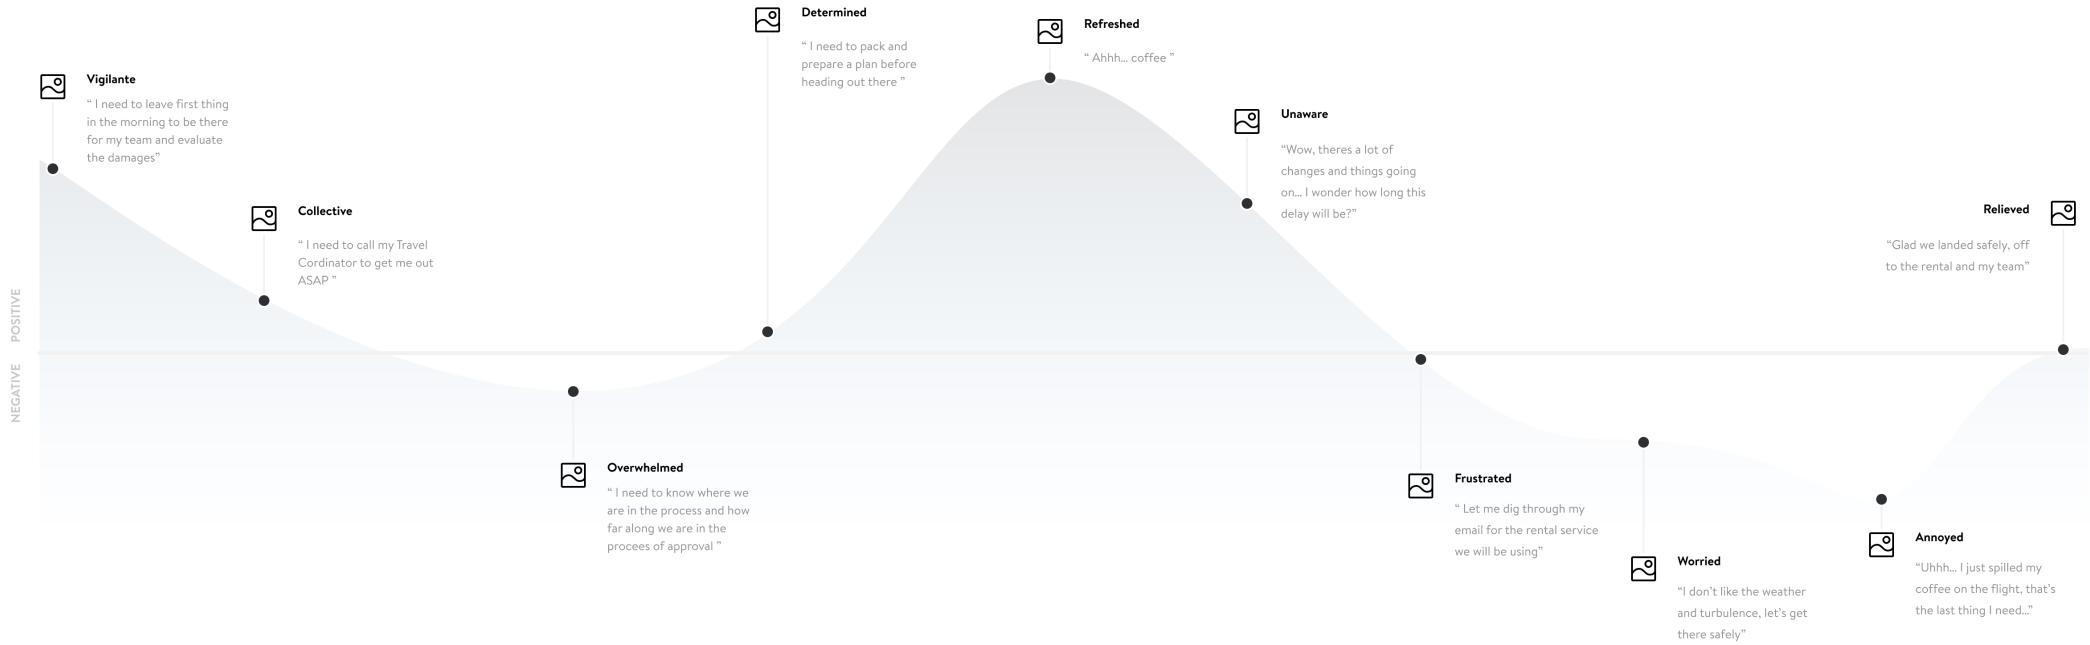 Vigilante
“ I need to leave first thing
in the morning to be there
for my team and evaluate
the damages”
Collective
“ I need to call my Travel
Cordinator to get me out
ASAP ”
Overwhelmed
“ I need to know where we
are in the process and how
far along we are in the
procees of approval ”
Determined
“ I need to pack and
prepare a plan before
heading out there ”
Refreshed
“ Ahhh... coffee ”
Unaware
“Wow, theres a lot of
changes and things going
on... I wonder how long this
delay will be?”
Frustrated
“ Let me dig through my
email for the rental service
we will be using”
Worried
“I don’t like the weather
and turbulence, let’s get
there safely”
Annoyed
“Uhhh... I just spilled my
coffee on the flight, that’s
the last thing I need...”
Relieved
“Glad we landed safely, off
to the rental and my team”
POSITIVE
NEGATIVE